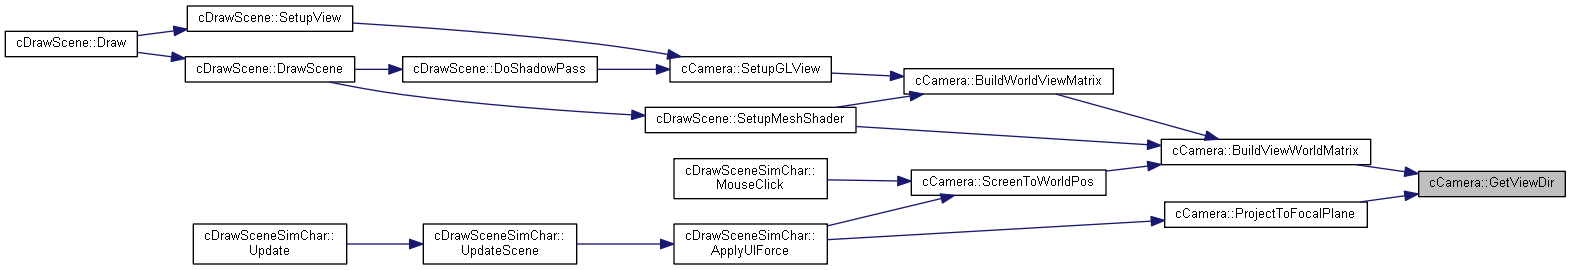 cDrawScene::SetupView
cDrawScene::Draw
cDrawScene::DrawScene
cDrawScene::DoShadowPass
cCamera::SetupGLView
cCamera::BuildWorldViewMatrix
cDrawScene::SetupMeshShader
cCamera::BuildViewWorldMatrix
cDrawSceneSimChar::
MouseClick
cCamera::ScreenToWorldPos
cCamera::GetViewDir
cCamera::ProjectToFocalPlane
cDrawSceneSimChar::
Update
cDrawSceneSimChar::
UpdateScene
cDrawSceneSimChar::
ApplyUIForce